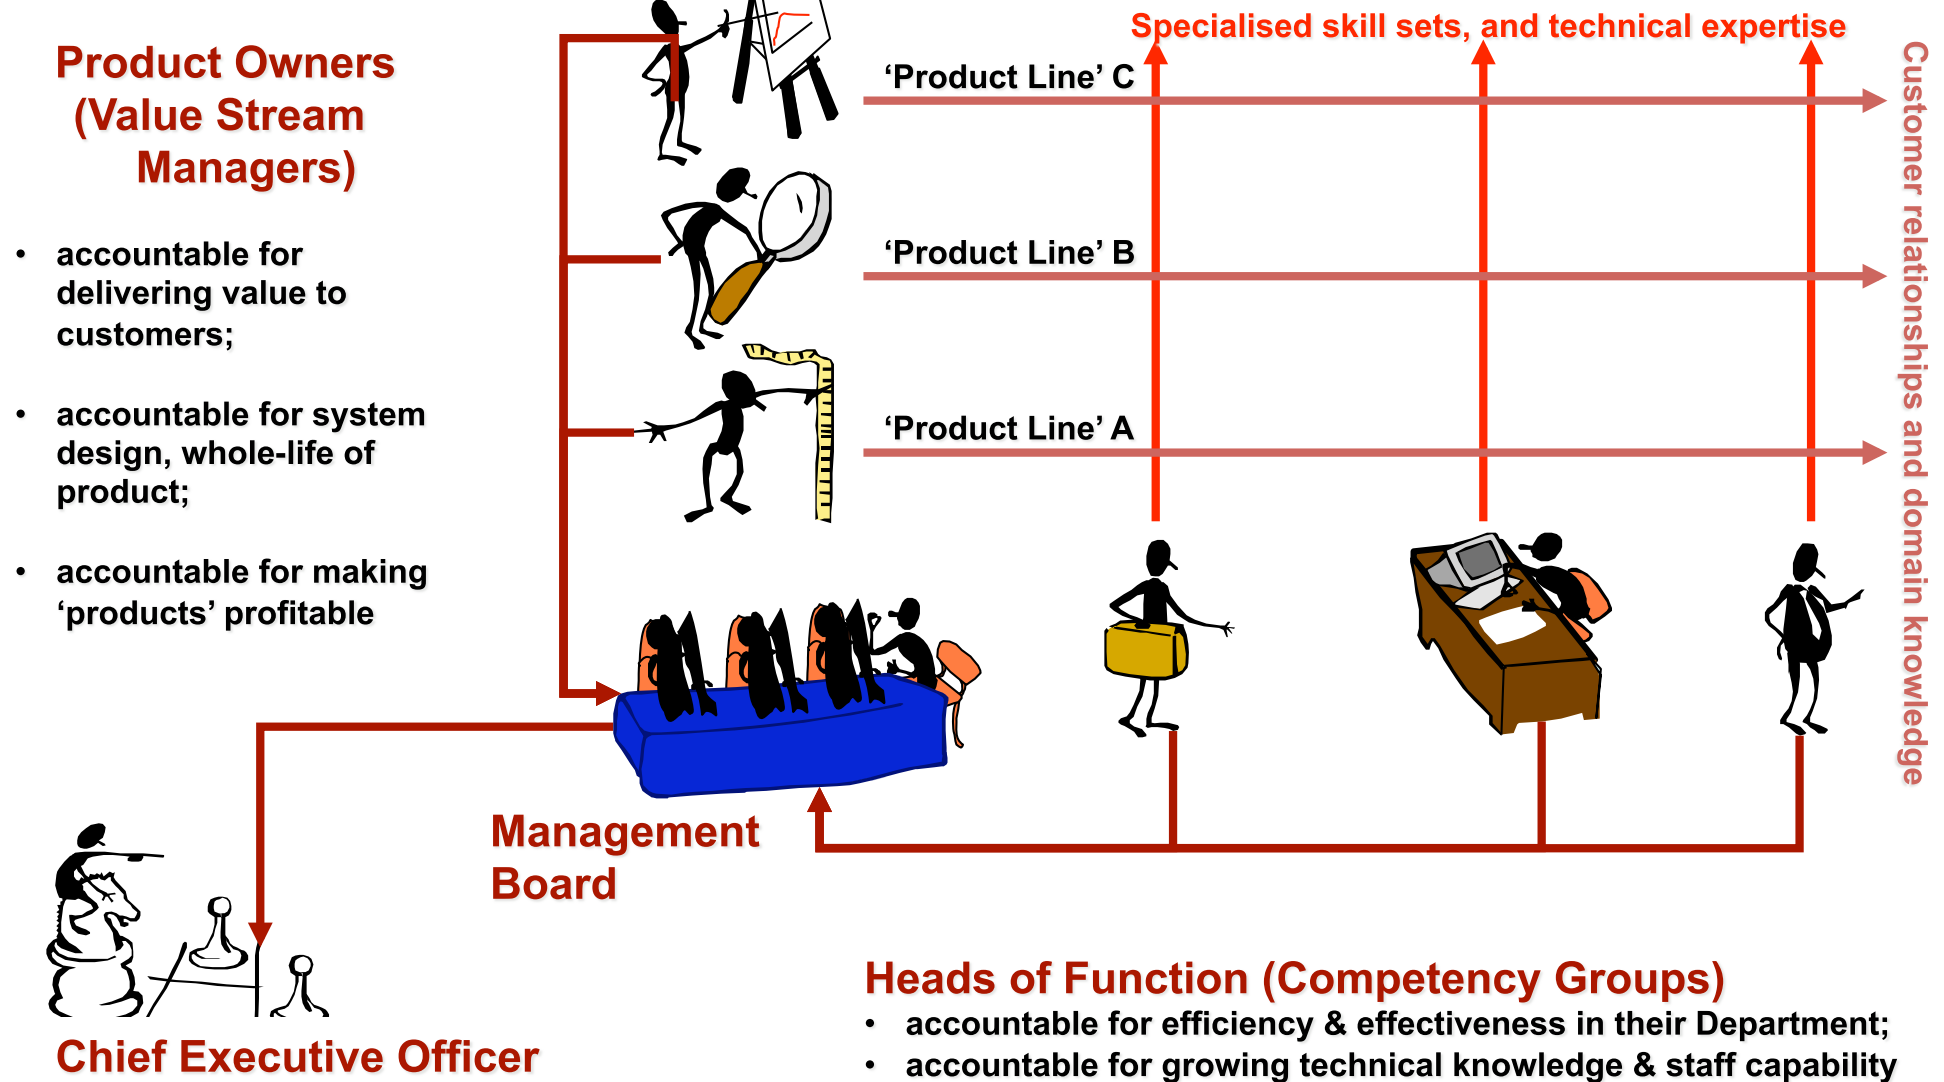 Product Owners
(Value Stream
Managers)
• accountable for
delivering value to
customers;
• accountable for system
design, whole-life of
product;
• accountable for making
‘products’ profitable
Specialised skill sets, and technical expertise
‘Product Line’ C
‘Product Line’ B
‘Product Line’ A
Customer relationships and domain knowledge
Management
Board
Chief Executive Officer
Heads of Function (Competency Groups)
• accountable for efficiency & effectiveness in their Department;
• accountable for growing technical knowledge & staff capability